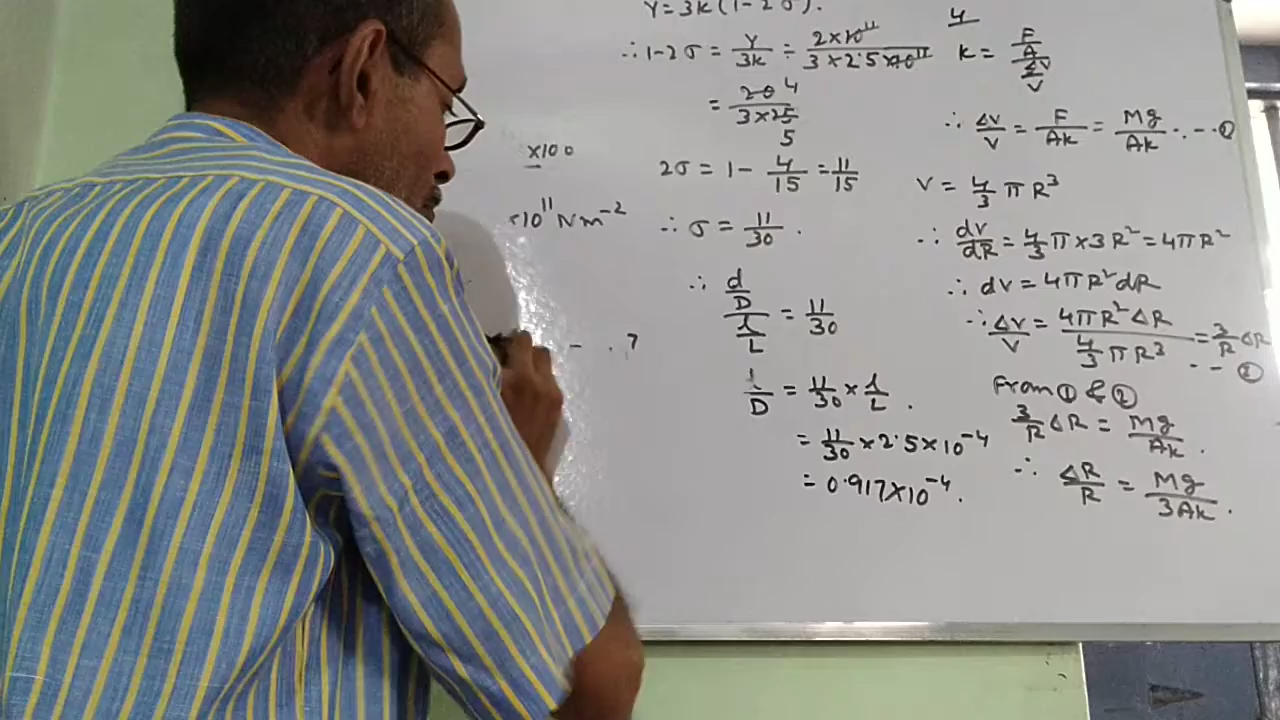 ×100
×10¹¹ Nm⁻²
- . ?
Y = 3k(1-2σ).
∴ 1-2σ = Y/3k = 2×10¹¹/3×2.5×10¹¹
= 20 4/3×25 5
2σ = 1 - 4/15 = 11/15
∴ σ = 11/30 .
∴ (d/D)/(l/L) = 11/30
/D = 11/30 × l/L .
= 11/30 × 2.5×10⁻⁴
= 0.917×10⁻⁴.
4
k = (F/A)/(ΔV/V)
∴ ΔV/V = F/Ak = Mg/Ak . . - - ①
V = 4/3 π R³
∴ dV/dR = 4/3 π×3R² = 4πR²
∴ dV = 4πR²dR
∴ ΔV/V = 4πR²ΔR/(4/3 πR³) = 3/R ΔR
- - ②
From ① & ②
3/R ΔR = Mg/Ak .
∴ ΔR/R = Mg/3Ak .